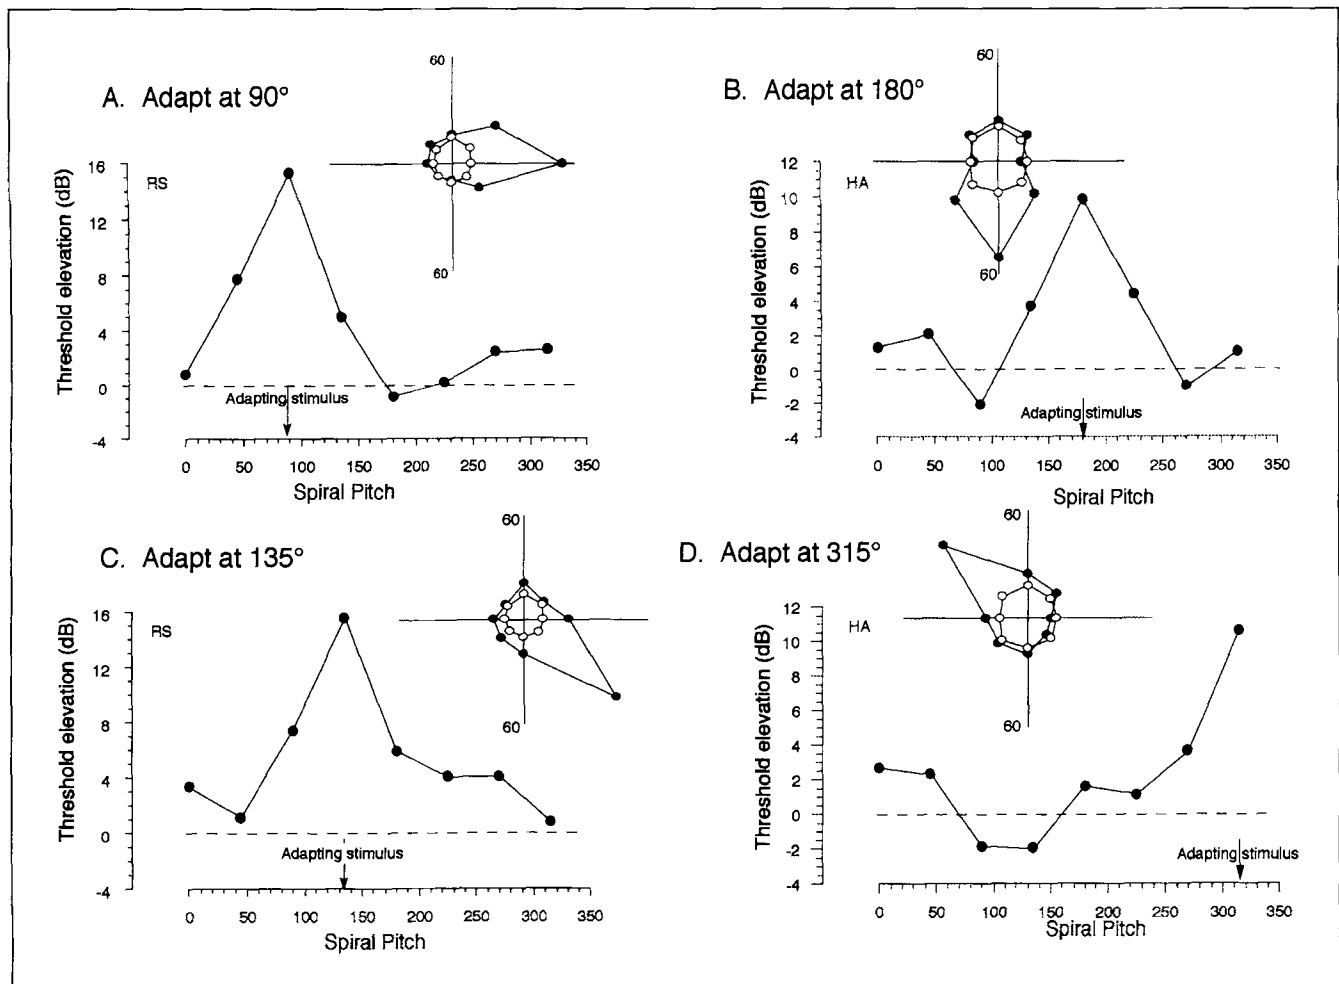 A. Adapt at 90°
60
60
RS
Threshold elevation (dB)
16
12
8
4
0
-4
Adapting stimulus
0 50 100 150 200 250 300 350
Spiral Pitch
B. Adapt at 180°
60
60
HA
Threshold elevation (dB)
12
10
8
6
4
2
0
-2
-4
Adapting stimulus
0 50 100 150 200 250 300 350
Spiral Pitch
C. Adapt at 135°
60
60
RS
Threshold elevation (dB)
16
12
8
4
0
-4
Adapting stimulus
0 50 100 150 200 250 300 350
Spiral Pitch
D. Adapt at 315°
60
60
HA
Threshold elevation (dB)
12
10
8
6
4
2
0
-2
-4
Adapting stimulus
0 50 100 150 200 250 300 350
Spiral Pitch